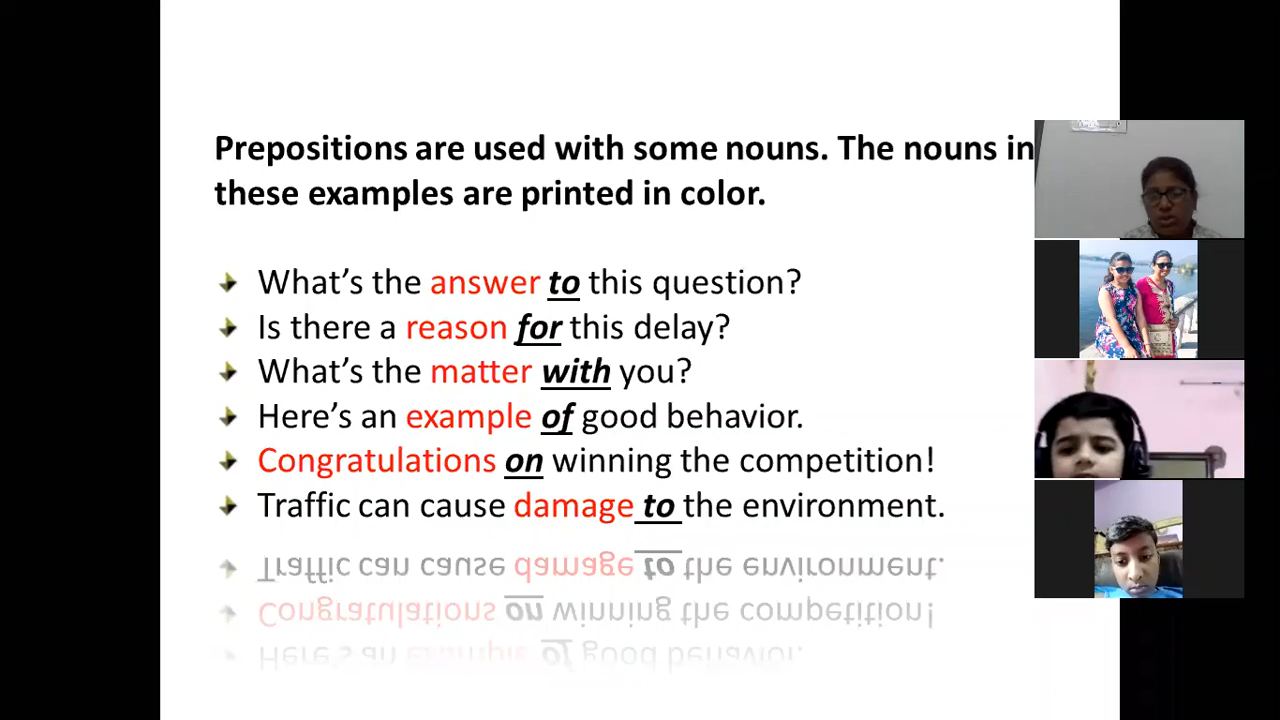 Prepositions are used with some nouns. The nouns in
these examples are printed in color.
What's the answer to this question?
Is there a reason for this delay?
What's the matter with you?
Here's an example of good behavior.
Congratulations on winning the competition!
Traffic can cause damage to the environment.